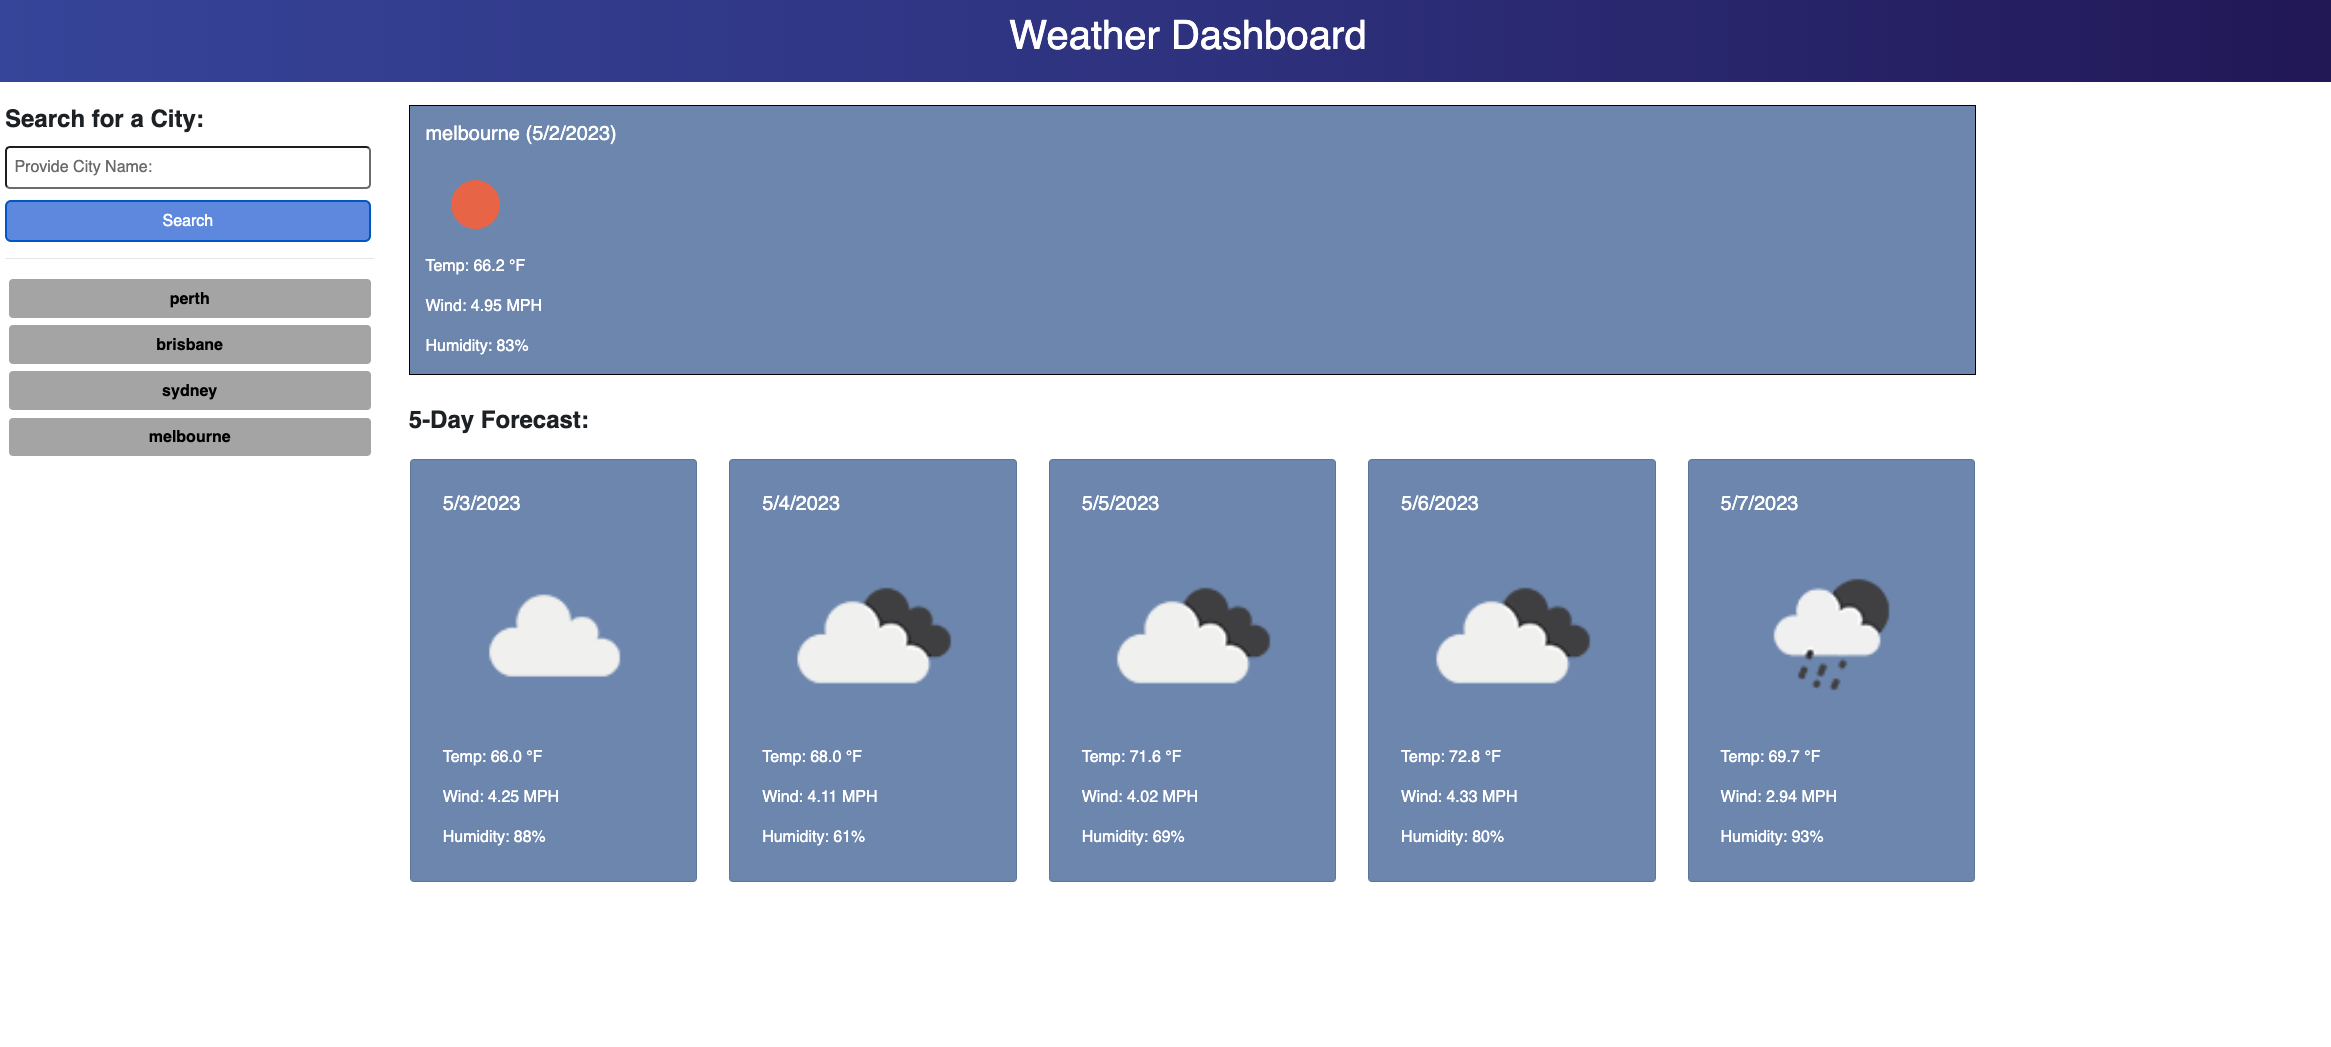 Weather Dashboard
Search for a City:
Provide City Name:
Search
perth
brisbane
sydney
melbourne
melbourne (5/2/2023)
Temp: 66.2 °F
Wind: 4.95 MPH
Humidity: 83%
5-Day Forecast:
5/3/2023
Temp: 66.0 °F
Wind: 4.25 MPH
Humidity: 88%
5/4/2023
Temp: 68.0 °F
Wind: 4.11 MPH
Humidity: 61%
5/5/2023
Temp: 71.6 °F
Wind: 4.02 MPH
Humidity: 69%
5/6/2023
Temp: 72.8 °F
Wind: 4.33 MPH
Humidity: 80%
5/7/2023
Temp: 69.7 °F
Wind: 2.94 MPH
Humidity: 93%